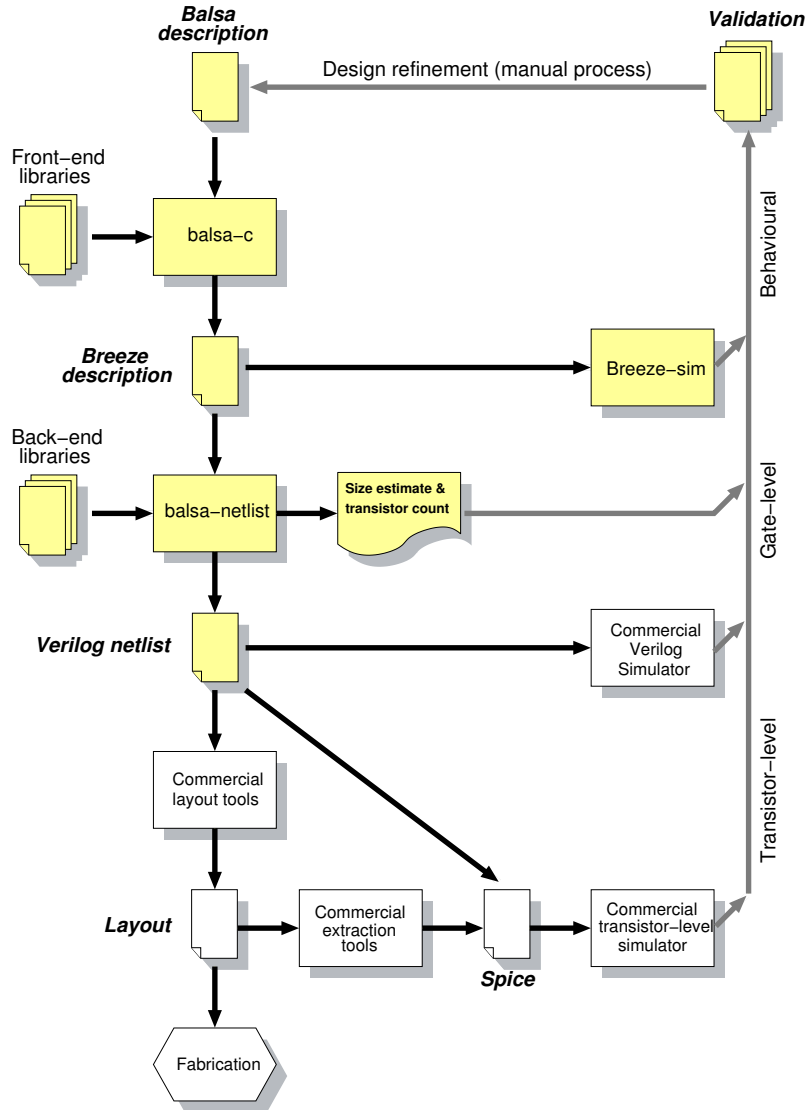 Balsa
description
Validation
Design refinement (manual process)
Front−end
libraries
balsa−c
Behavioural
Breeze
description
Breeze−sim
Back−end
libraries
balsa−netlist
Size estimate &
transistor count
Gate−level
Verilog netlist
Commercial
Verilog
Simulator
Commercial
layout tools
Transistor−level
Layout
Commercial
extraction
tools
Spice
Commercial
transistor−level
simulator
Fabrication